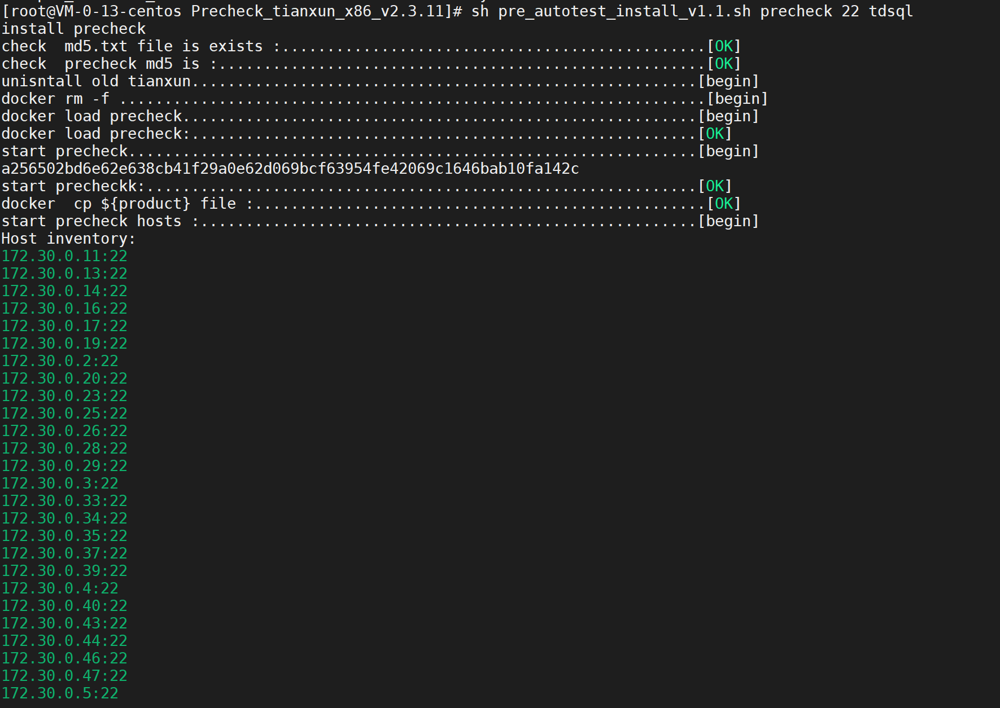 [root@VM-0-13-centos Precheck_tianxun_x86_v2.3.11]# sh pre_autotest_install_v1.1.sh precheck 22 tdsql
install precheck
check  md5.txt file is exists :...............................................[OK]
check  precheck md5 is :......................................................[OK]
unisntall old tianxun........................................................[begin]
docker rm -f .................................................................[begin]
docker load precheck.........................................................[begin]
docker load precheck:........................................................[OK]
start precheck...............................................................[begin]
a256502bd6e62e638cb41f29a0e62d069bcf63954fe42069c1646bab10fa142c
start precheckk:.............................................................[OK]
docker  cp ${product} file :..................................................[OK]
start precheck hosts :.......................................................[begin]
Host inventory:
172.30.0.11:22
172.30.0.13:22
172.30.0.14:22
172.30.0.16:22
172.30.0.17:22
172.30.0.19:22
172.30.0.2:22
172.30.0.20:22
172.30.0.23:22
172.30.0.25:22
172.30.0.26:22
172.30.0.28:22
172.30.0.29:22
172.30.0.3:22
172.30.0.33:22
172.30.0.34:22
172.30.0.35:22
172.30.0.37:22
172.30.0.39:22
172.30.0.4:22
172.30.0.40:22
172.30.0.43:22
172.30.0.44:22
172.30.0.46:22
172.30.0.47:22
172.30.0.5:22